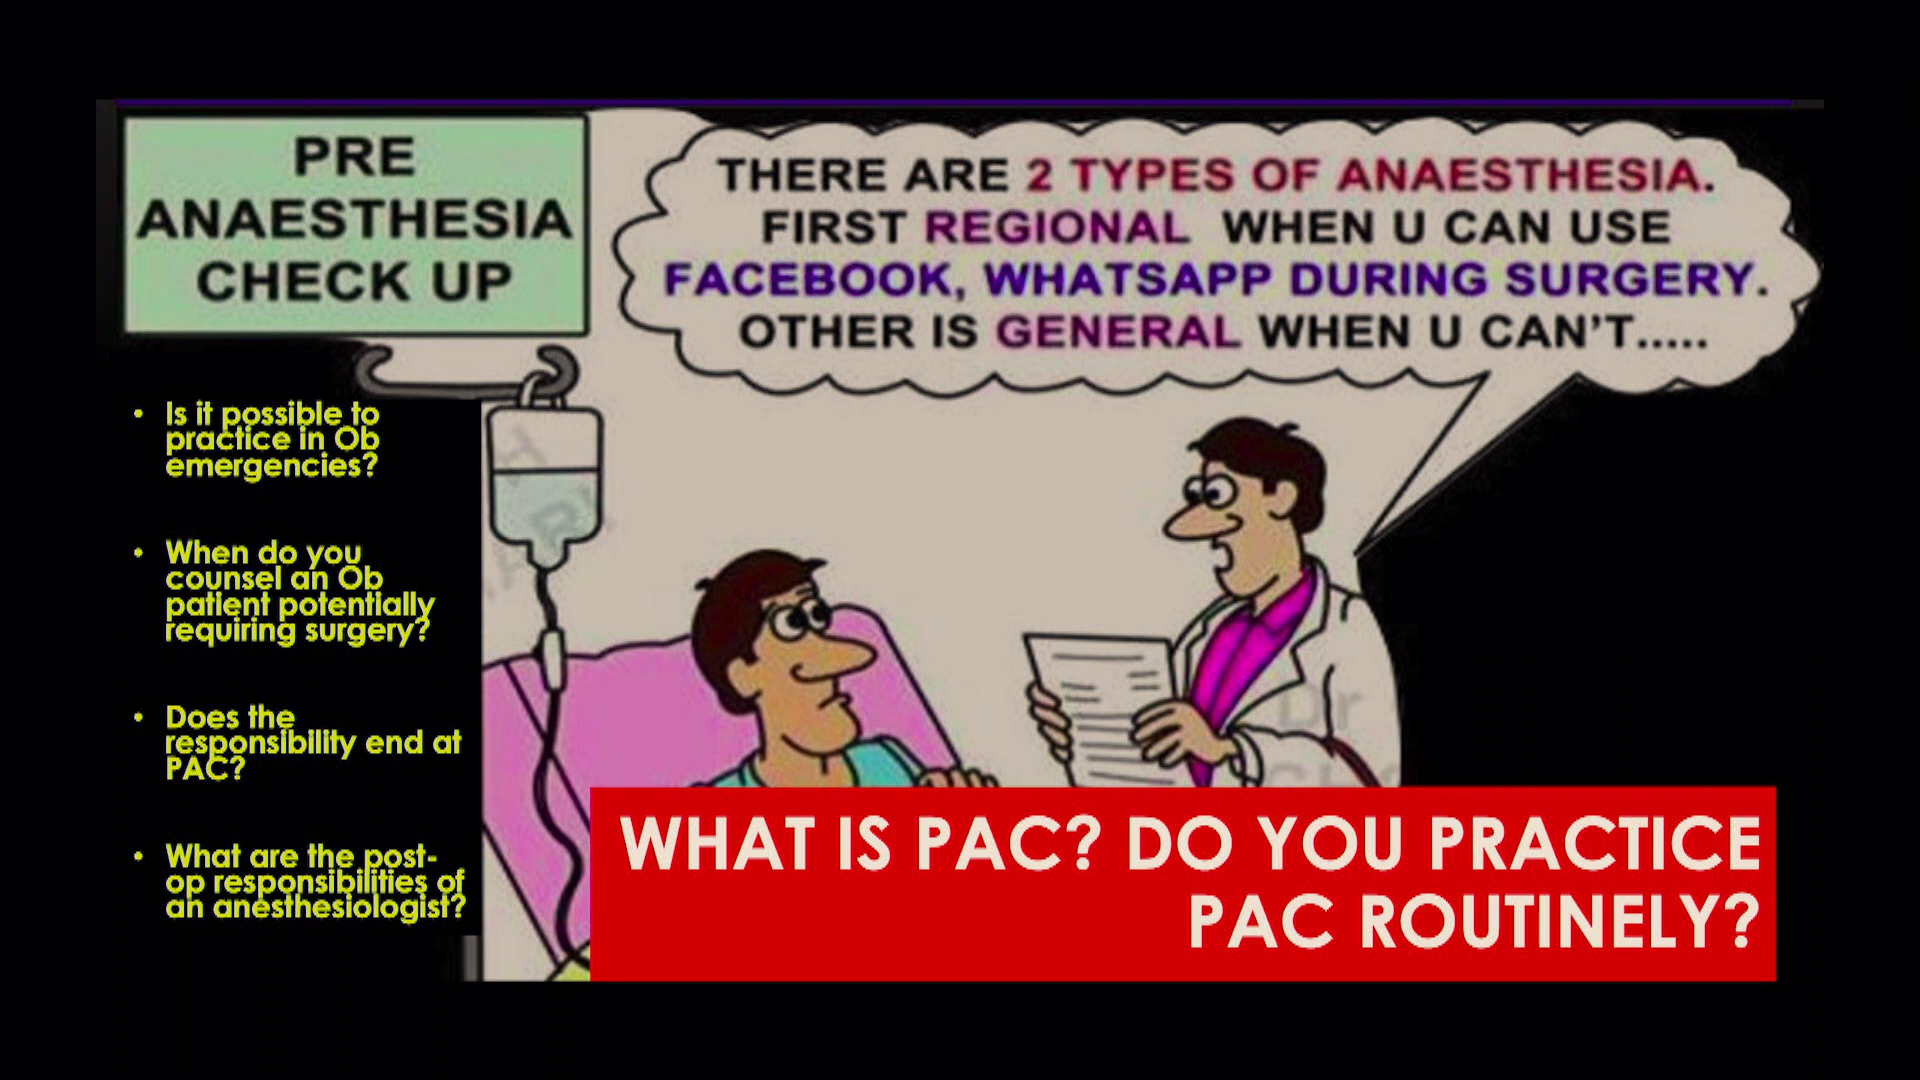 PRE
ANAESTHESIA
CHECK UP
THERE ARE 2 TYPES OF ANAESTHESIA.
FIRST REGIONAL WHEN U CAN USE
FACEBOOK, WHATSAPP DURING SURGERY.
OTHER IS GENERAL WHEN U CAN'T.....
• Is it possible to
practice in Ob
emergencies?
• When do you
counsel an Ob
patient potentially
requiring surgery?
• Does the
responsibility end at
PAC?
• What are the post-
op responsibilities of
an anesthesiologist?
Dr
WHAT IS PAC? DO YOU PRACTICE
PAC ROUTINELY?